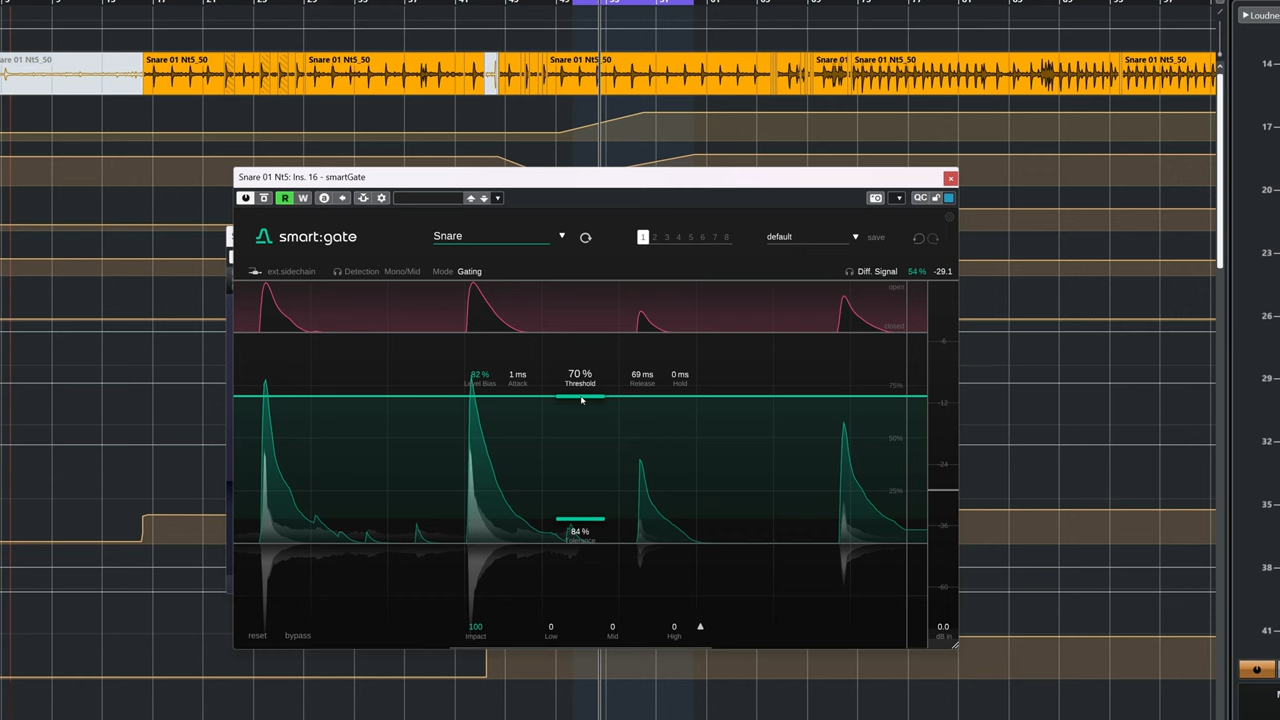 Loudne
Snare 01 Nt5_50
Snare 01 Nt5_50
Snare 01 Nt5_50
Snare 01 Nt5_50
Snare 01
Snare 01 Nt5_50
Snare 01 Nt5_50
14
17
20
23
26
29
32
35
38
41
Snare 01 Nt5: Ins. 16 - smartGate
R W a QC
smart:gate
Snare
1 2 3 4 5 6 7 8
default
save
ext.sidechain Detection Mono/Mid Mode Gating Diff. Signal 54 % -29.1
open
closed
-6
82 % 1 ms 70 % 69 ms 0 ms
Level Bias Attack Threshold Release Hold
75%
-12
50%
-24
25%
-36
84 %
Tolerance
-60
100 0 0 0 0.0
Impact Low Mid High dB in
reset bypass